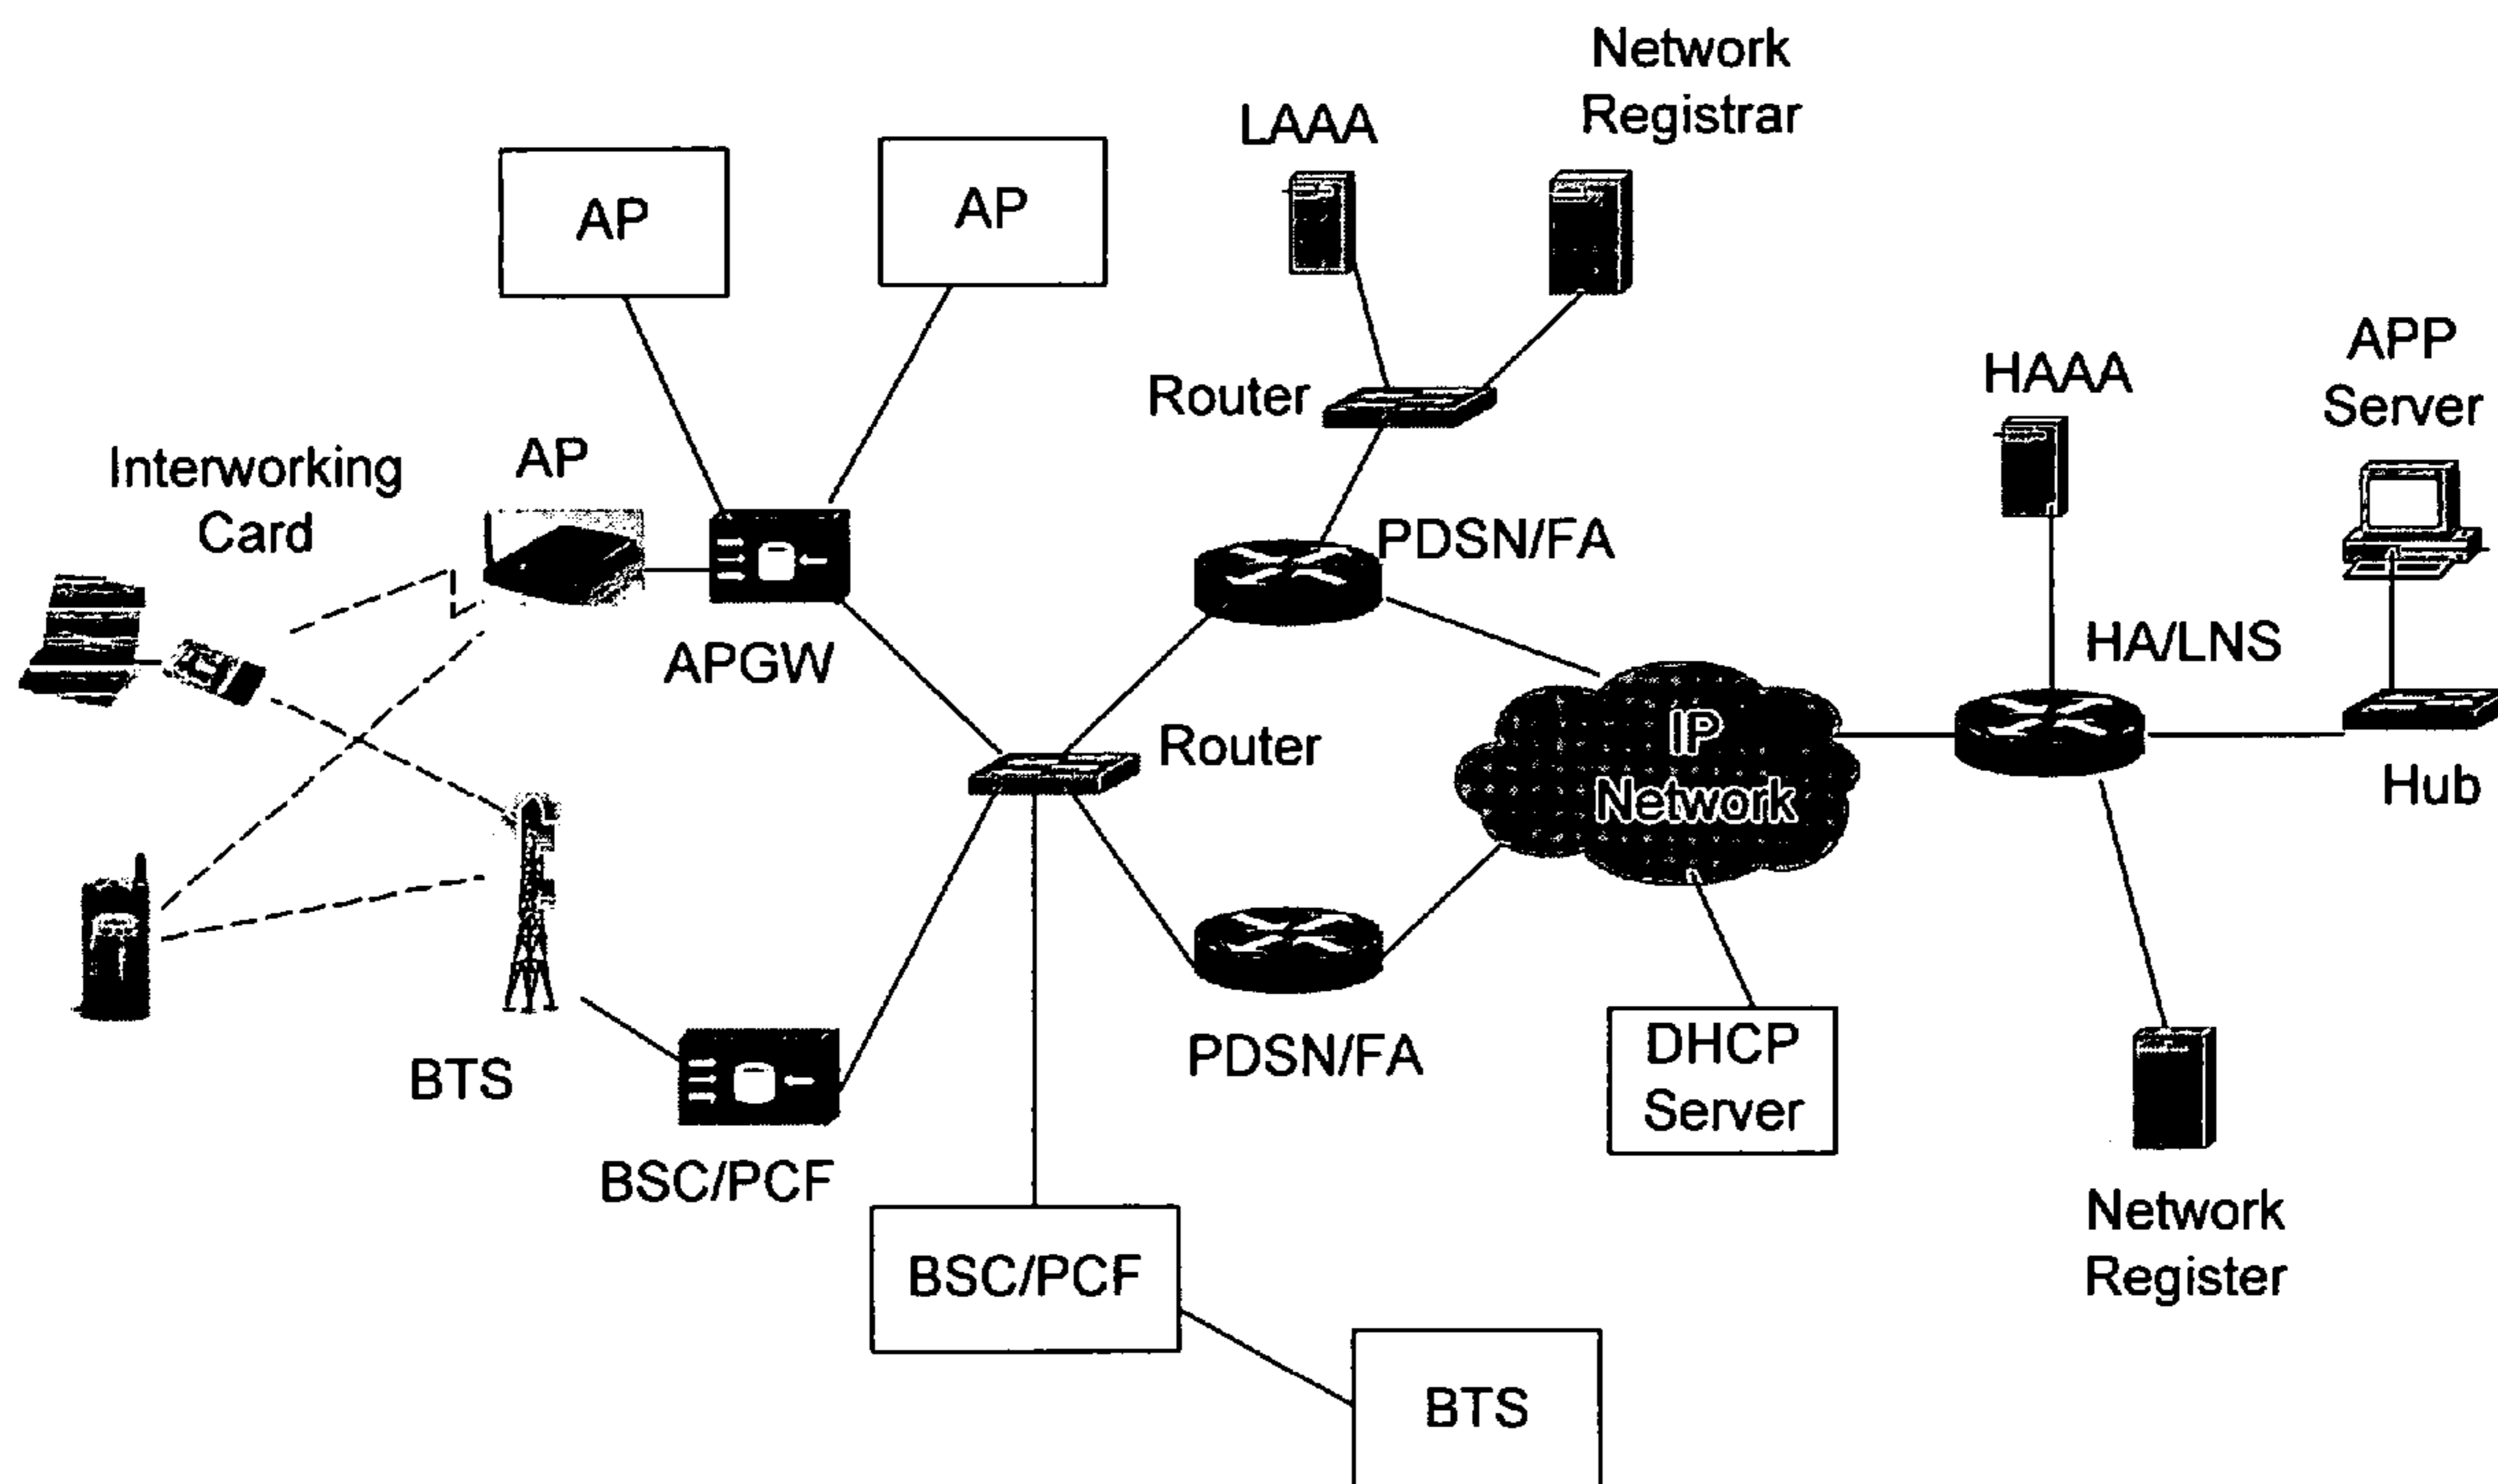 Network
Registrar
LAAA
AP
AP
APP
Server
HAAA
Router
AP
Interworking
Card
PDSN/FA
HA/LNS
APGW
IP
Network
Router
Hub
DHCP
Server
PDSN/FA
BTS
BSC/PCF
Network
Register
BSC/PCF
BTS